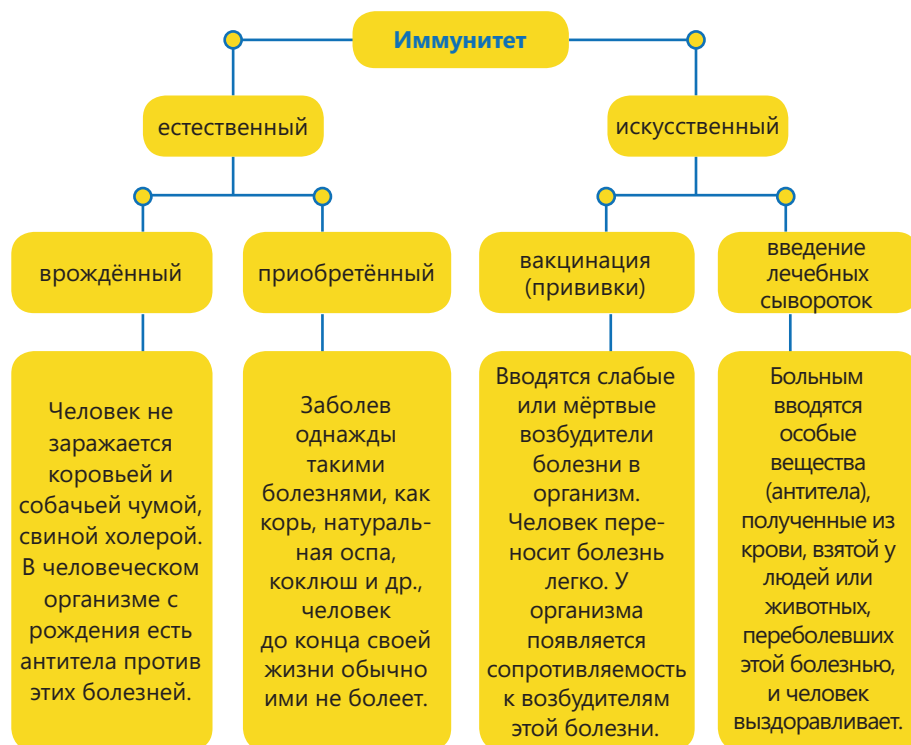 Иммунитет
естественный
искусственный
врождённый
приобретённый
вакцинация
(прививки)
введение
лечебных
сывороток
Человек не
заражается
коровьей и
собачьей чумой,
свиной холерой.
В человеческом
организме с
рождения есть
антитела против
этих болезней.
Заболев
однажды
такими
болезнями, как
корь, натураль-
ная оспа,
коклюш и др.,
человек
до конца своей
жизни обычно
ими не болеет.
Вводятся слабые
или мёртвые
возбудители
болезни в
организм.
Человек пере-
носит болезнь
легко. У
организма
появляется
сопротивляемость
к возбудителям
этой болезни.
Больным
вводятся
особые
вещества
(антитела),
полученные из
крови, взятой у
людей или
животных,
переболевших
этой болезнью,
и человек
выздоравливает.